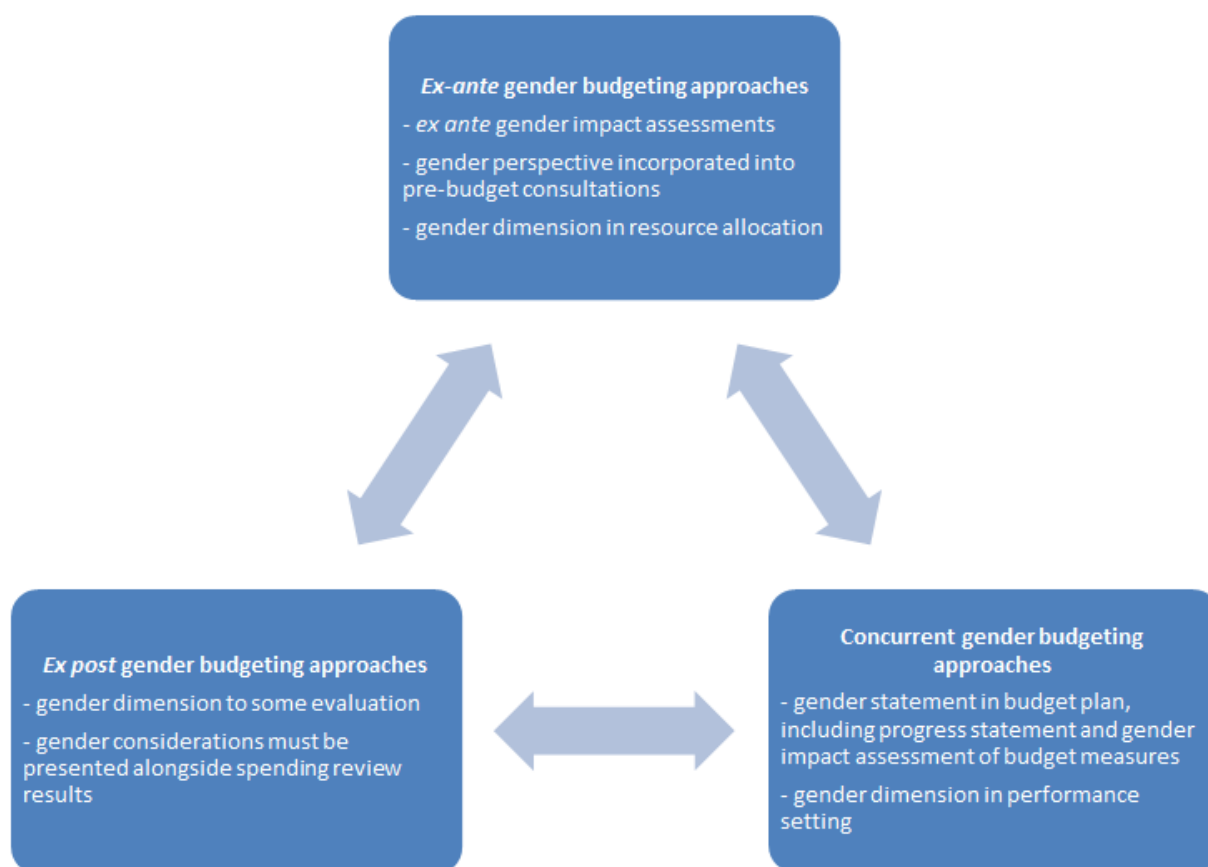 Ex-ante gender budgeting approaches
- ex ante gender impact assessments
- gender perspective incorporated into
pre-budget consultations
- gender dimension in resource allocation
Ex post gender budgeting approaches
- gender dimension to some evaluation
- gender considerations must be
presented alongside spending review
results
Concurrent gender budgeting
approaches
- gender statement in budget plan,
including progress statement and gender
impact assessment of budget measures
- gender dimension in performance
setting